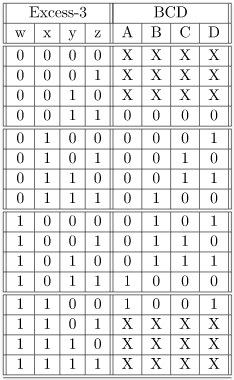 Excess-3 BCD
w x y z A B C D
0 0 0 0 X X X X
0 0 0 1 X X X X
0 0 1 0 X X X X
0 0 1 1 0 0 0 0
0 1 0 0 0 0 0 1
0 1 0 1 0 0 1 0
0 1 1 0 0 0 1 1
0 1 1 1 0 1 0 0
1 0 0 0 0 1 0 1
1 0 0 1 0 1 1 0
1 0 1 0 0 1 1 1
1 0 1 1 1 0 0 0
1 1 0 0 1 0 0 1
1 1 0 1 X X X X
1 1 1 0 X X X X
1 1 1 1 X X X X